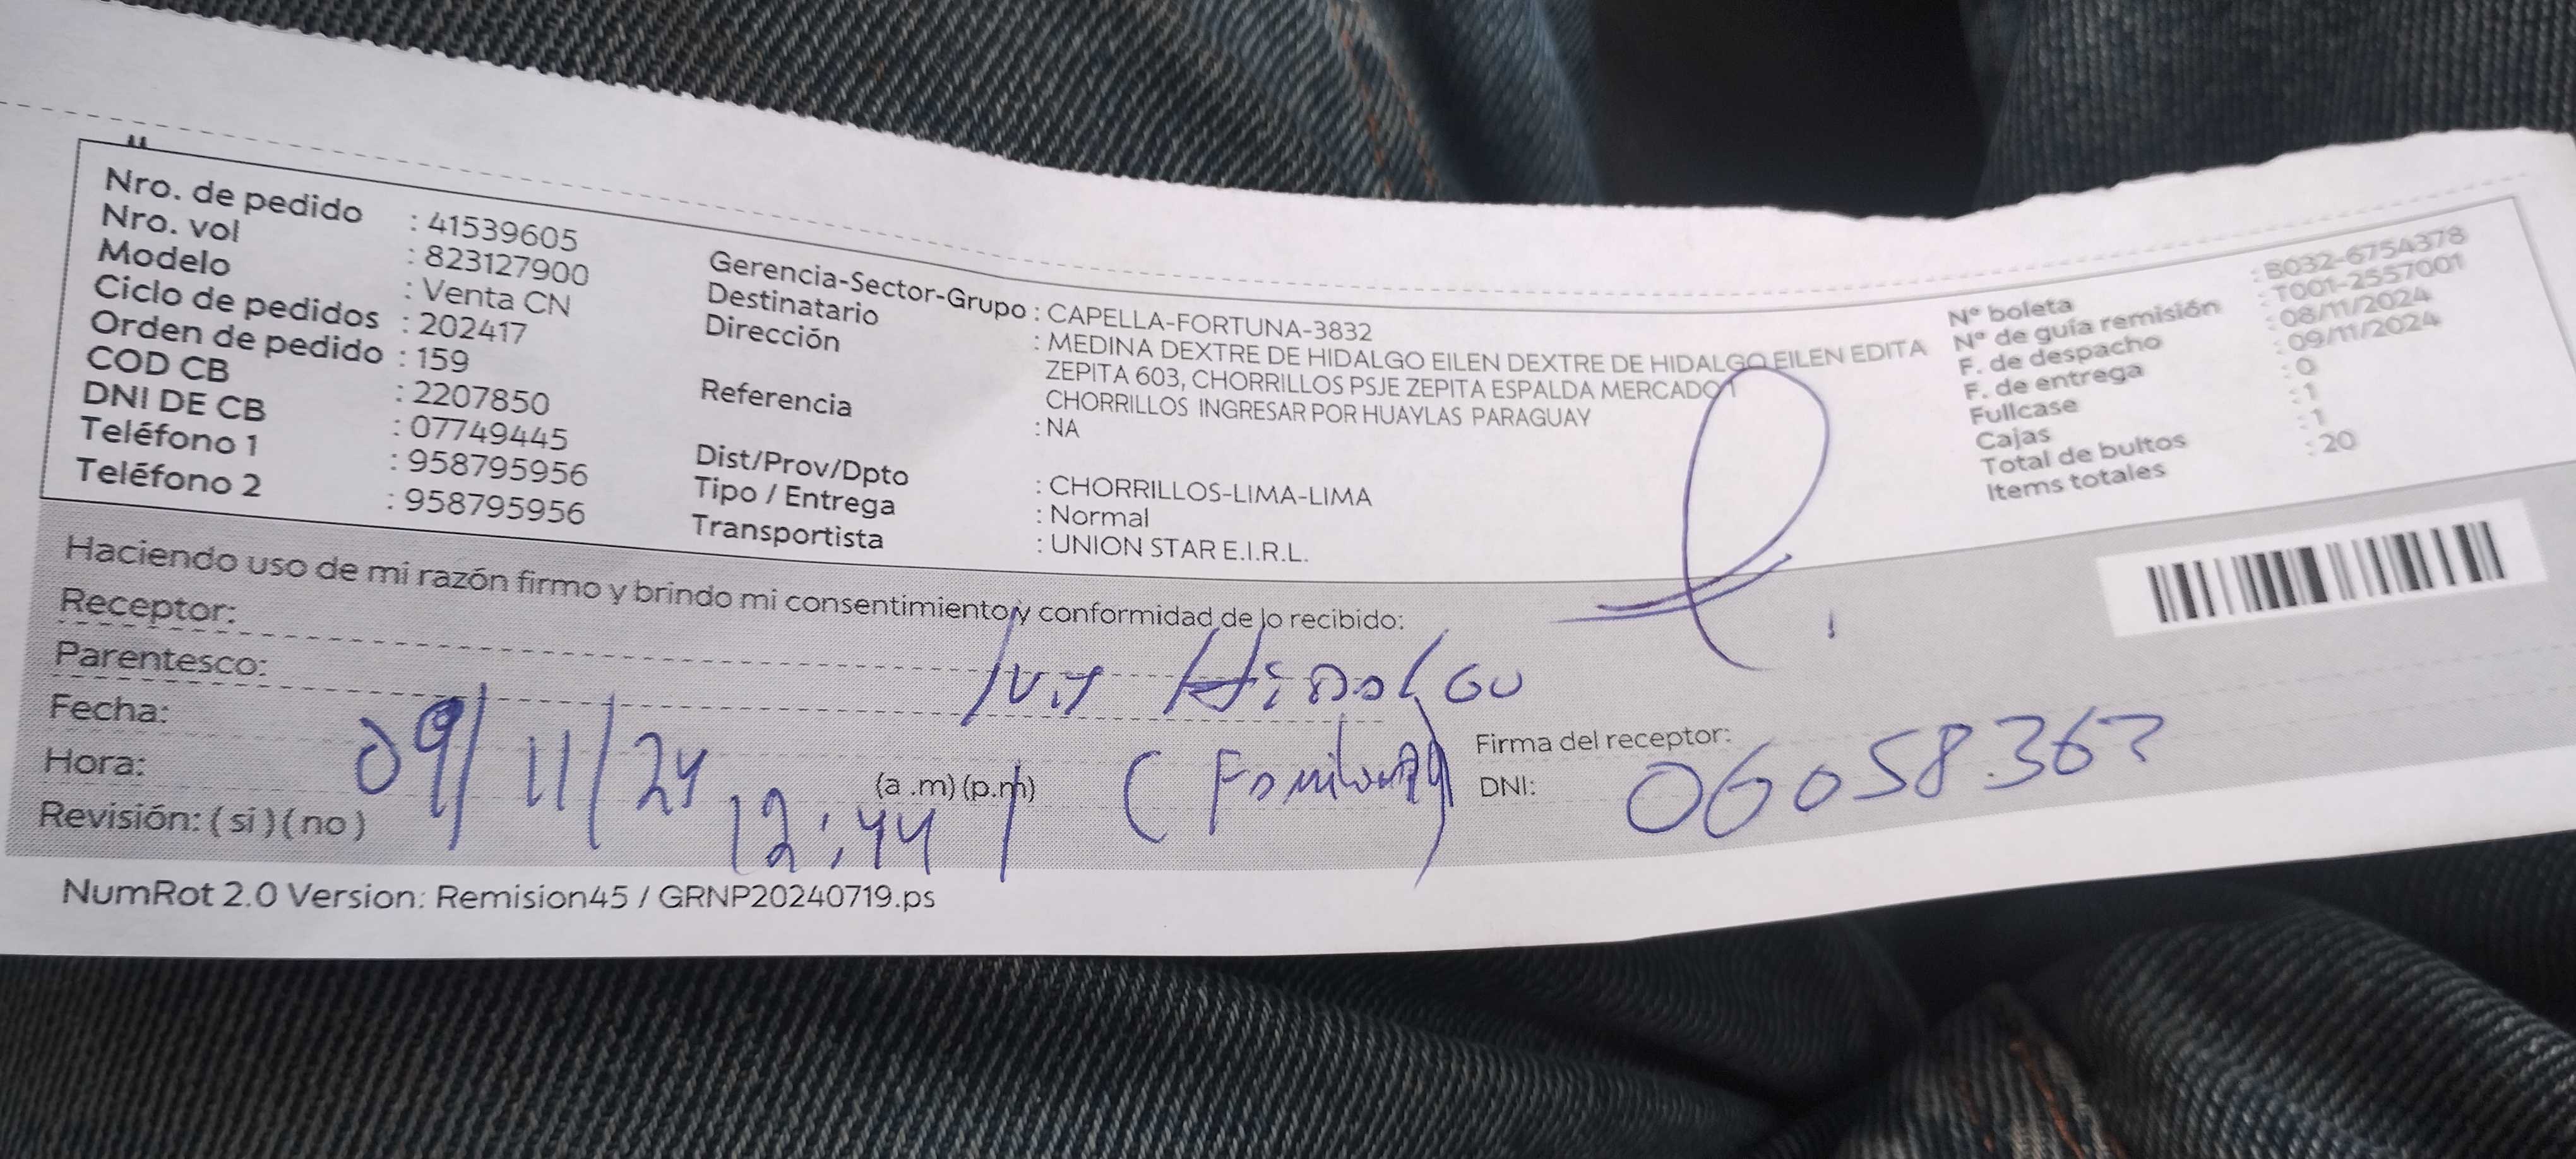 Nro. de pedido : 41539605
Nro. vol : 823127900
Modelo : Venta CN
Ciclo de pedidos : 202417
Orden de pedido : 159
COD CB : 2207850
DNI DE CB : 07749445
Teléfono 1 : 958795956
Teléfono 2 : 958795956
Gerencia-Sector-Grupo : CAPELLA-FORTUNA-3832
Destinatario : MEDINA DEXTRE DE HIDALGO EILEN DEXTRE DE HIDALGO EILEN EDITA
Dirección ZEPITA 603, CHORRILLOS PSJE ZEPITA ESPALDA MERCADO 1
CHORRILLOS INGRESAR POR HUAYLAS PARAGUAY
Referencia : NA
Dist/Prov/Dpto : CHORRILLOS-LIMA-LIMA
Tipo / Entrega : Normal
Transportista : UNION STAR E.I.R.L.
N° boleta : B032-6754378
N° de guía remisión : T001-2557001
F. de despacho : 08/11/2024
F. de entrega : 09/11/2024
Fullcase : 0
Cajas : 1
Total de bultos : 1
Items totales : 20
Haciendo uso de mi razón firmo y brindo mi consentimiento y conformidad de lo recibido:
Receptor: Hidalgo
Parentesco:
Fecha: 09/11/24
Hora: 12:44 (a .m) (p.m)
Revisión: ( si ) ( no )
Firma del receptor:
DNI: 0605836
NumRot 2.0 Version: Remision45 / GRNP20240719.ps